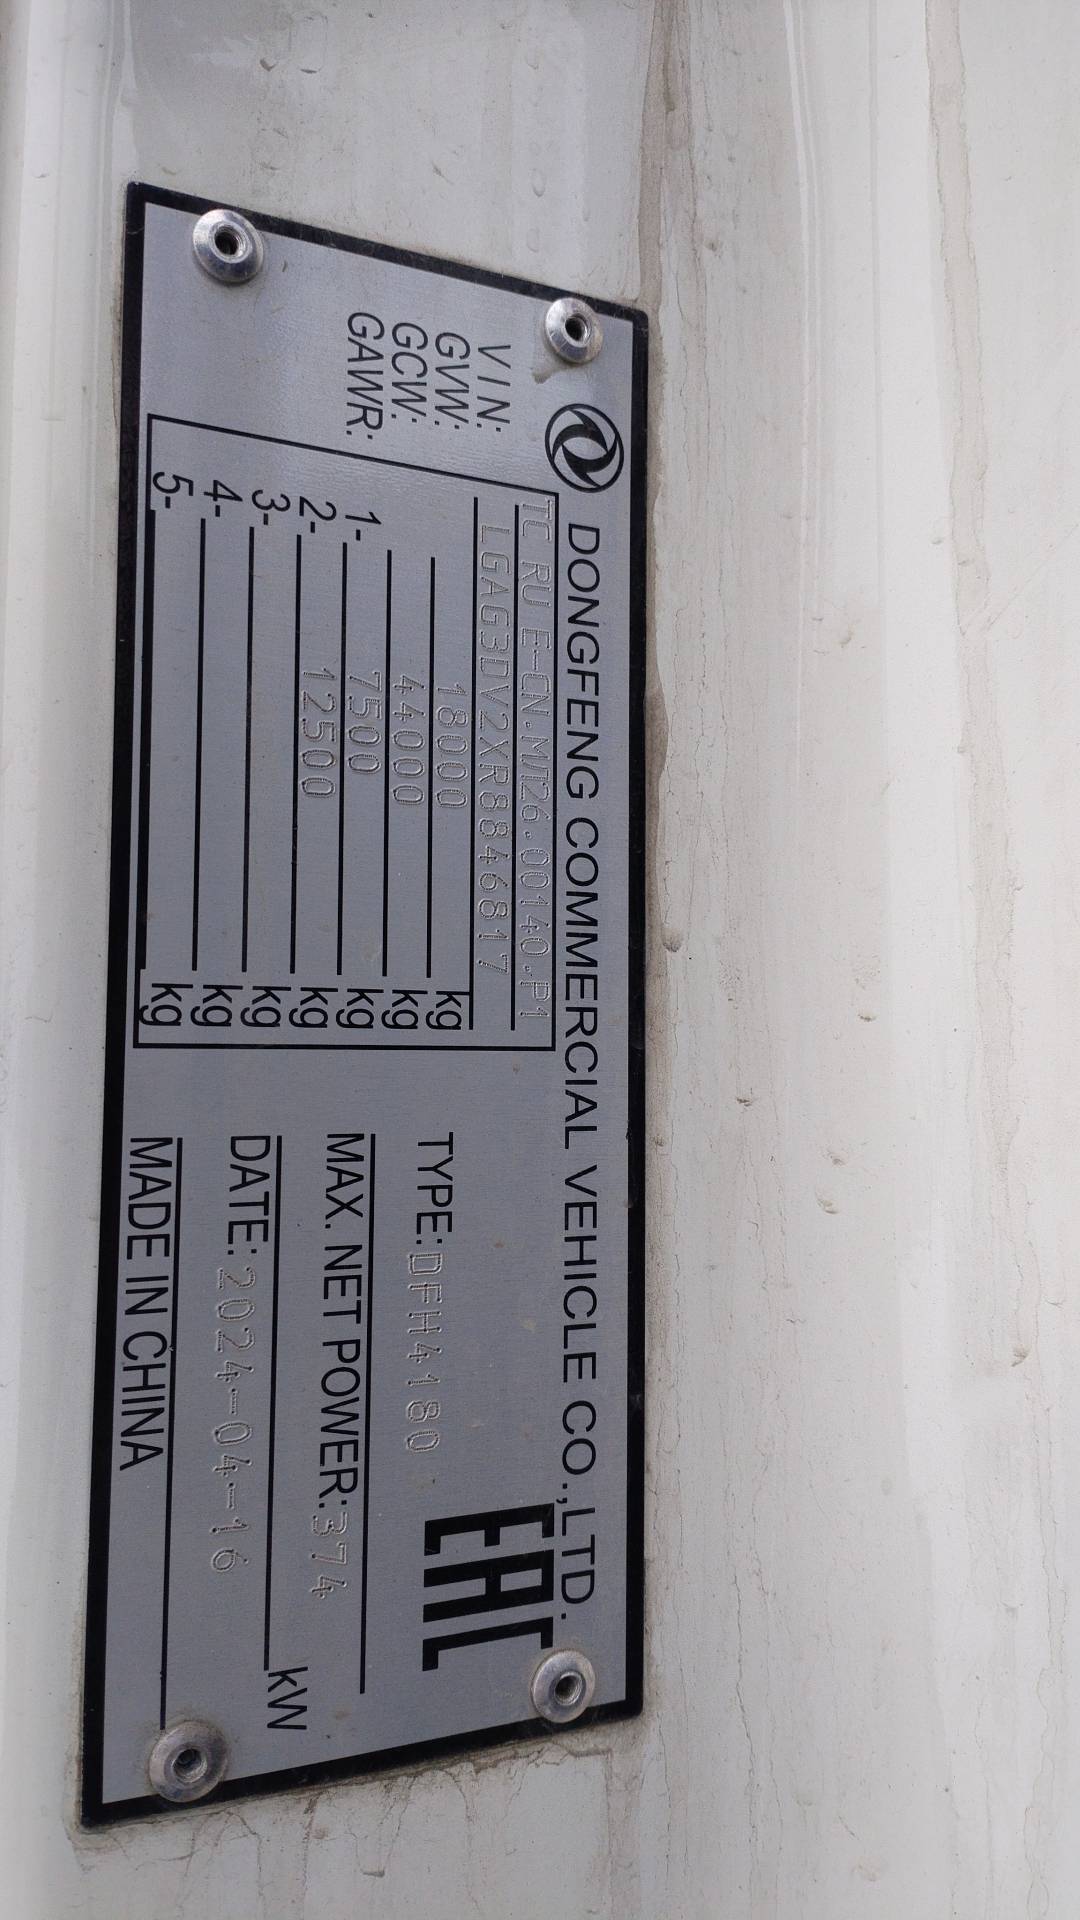 DONGFENG COMMERCIAL VEHICLE CO.,LTD.
TC RU E-CN.MT26.00140.P1
VIN: LGAG3DV2XR8846817
GVW: 18000 kg
GCW: 44000 kg
GAWR: 1- 7500 kg
2- 12500 kg
3- kg
4- kg
5- kg
EAC
TYPE: DFH4180
MAX. NET POWER: 374 kW
DATE: 2024-04-16
MADE IN CHINA